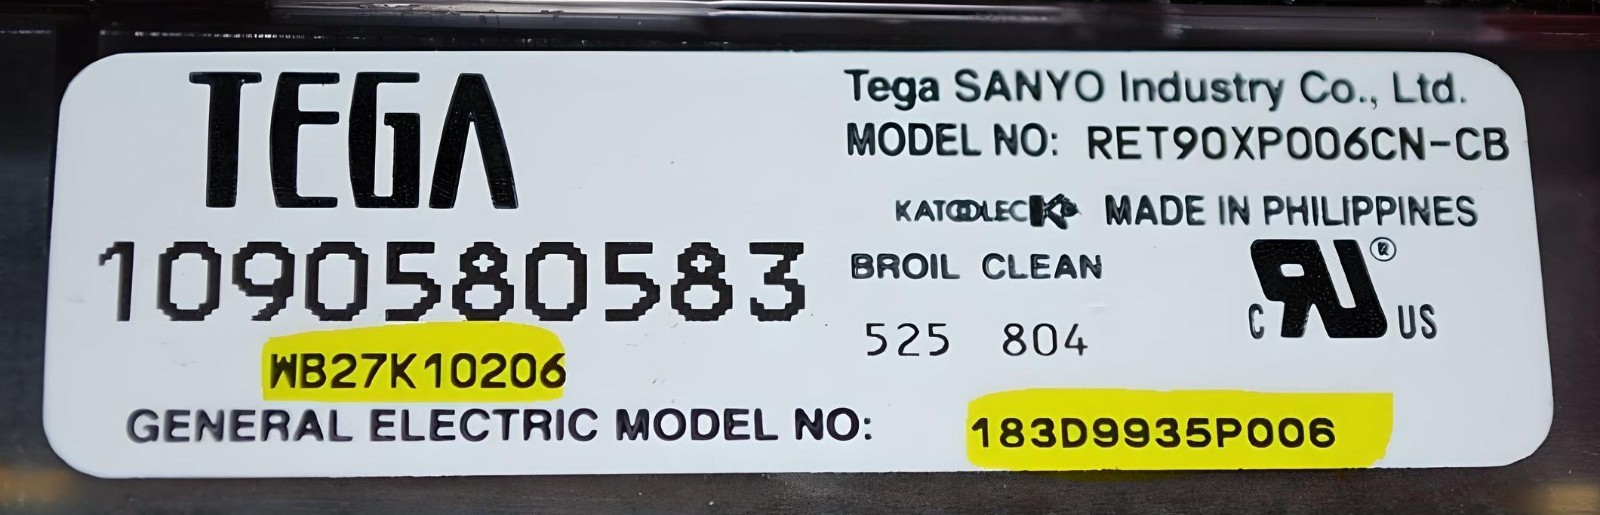 TEGA
Tega SANYO Industry Co., Ltd.
MODEL NO: RET90XP006CN-CB
MADE IN PHILIPPINES
1090580583
BROIL CLEAN
525 804
C RU ® US
WB27K10206
GENERAL ELECTRIC MODEL NO: 183D9935P006